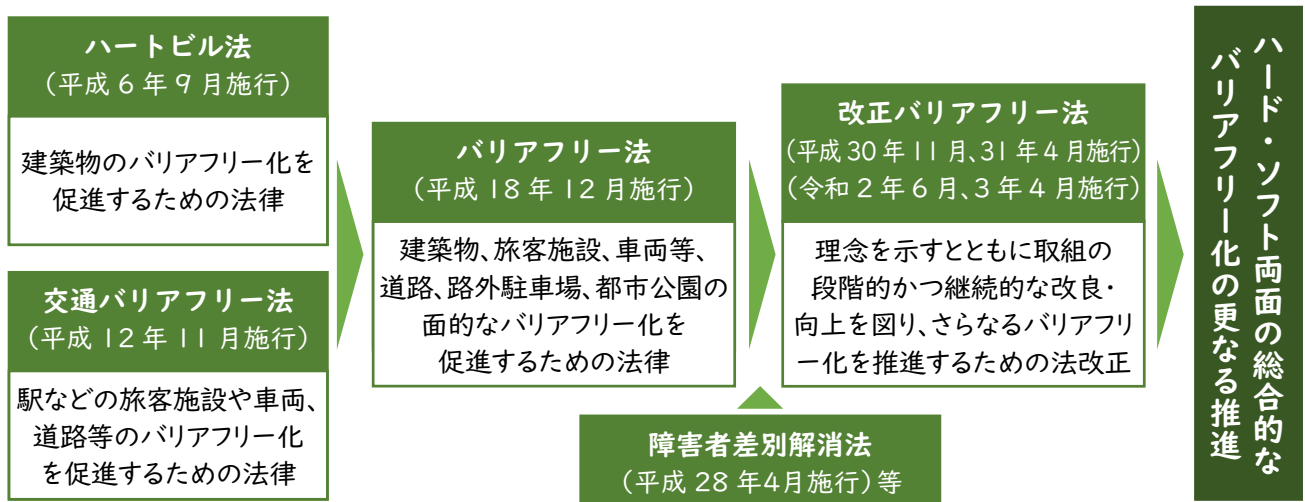 ハートビル法
(平成6年9月施行)
建築物のバリアフリー化を
促進するための法律
交通バリアフリー法
(平成12年11月施行)
駅などの旅客施設や車両、
道路等のバリアフリー化
を促進するための法律
バリアフリー法
(平成18年12月施行)
建築物、旅客施設、車両等、
道路、路外駐車場、都市公園の
面的なバリアフリー化を
促進するための法律
改正バリアフリー法
(平成30年11月、31年4月施行)
(令和2年6月、3年4月施行)
理念を示すとともに取組の
段階的かつ継続的な改良・
向上を図り、さらなるバリアフリ
ー化を推進するための法改正
障害者差別解消法
(平成28年4月施行)等
ハード・ソフト両面の総合的な
バリアフリー化の更なる推進